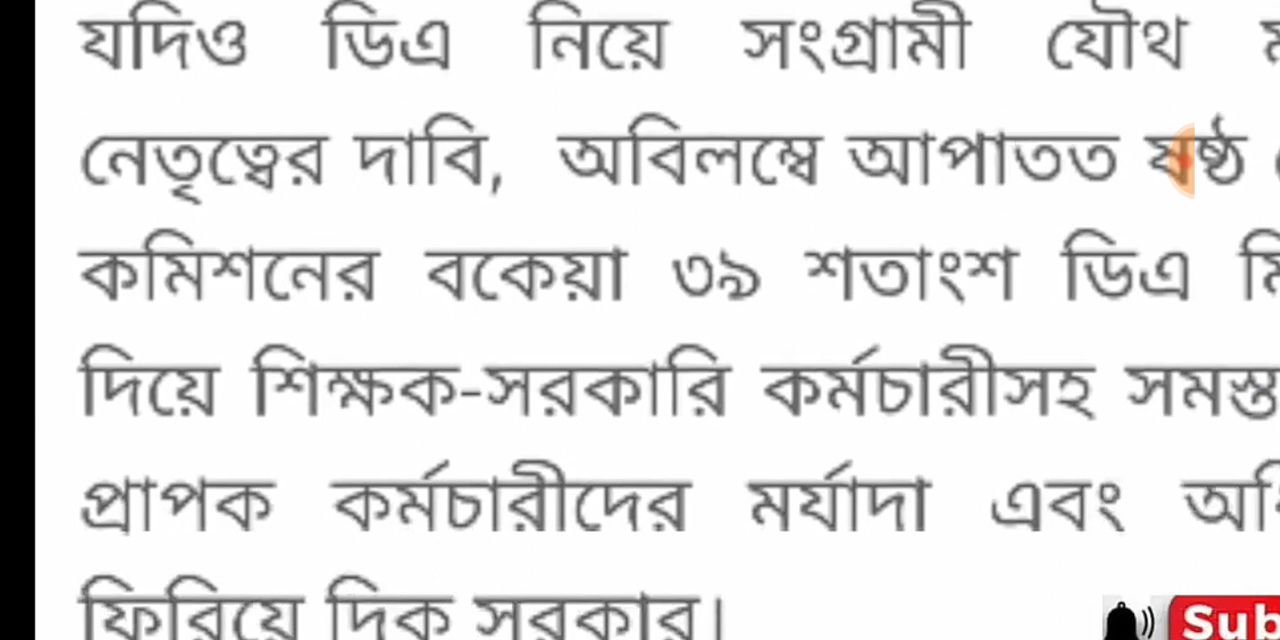 যদিও ডিএ নিয়ে সংগ্রামী যৌথ
নেতৃত্বের দাবি, অবিলম্বে আপাতত ষষ্ঠ
কমিশনের বকেয়া ৩৯ শতাংশ ডিএ
দিয়ে শিক্ষক-সরকারি কর্মচারীসহ সমস্ত
প্রাপক কর্মচারীদের মর্যাদা এবং
ফিরিয়ে দিক সরকার।
Sub